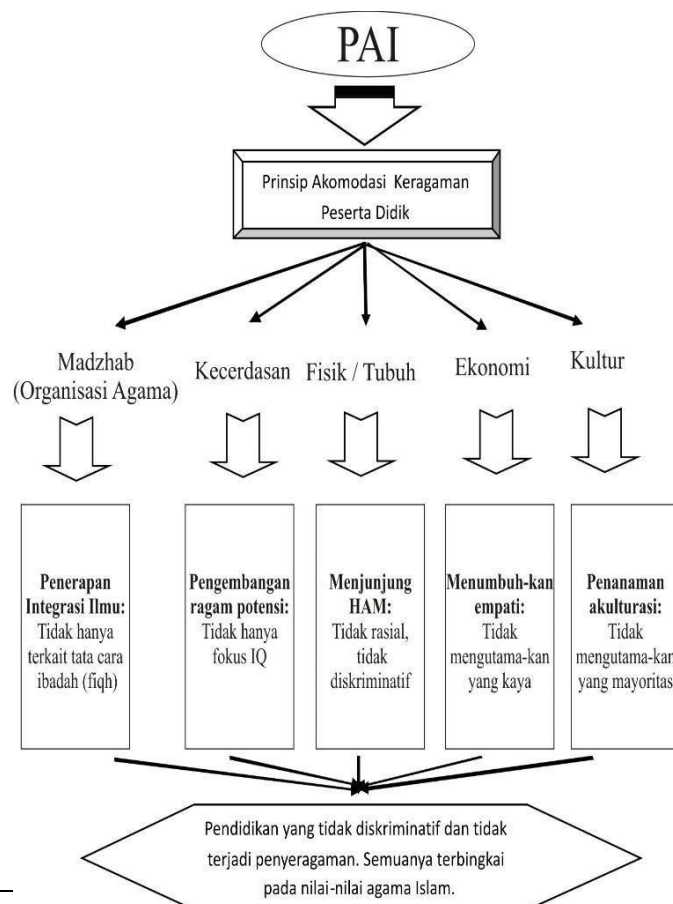 PAI
Prinsip Akomodasi Keragaman
Peserta Didik
Madzhab
(Organisasi Agama)
Kecerdasan
Fisik / Tubuh
Ekonomi
Kultur
Penerapan
Integrasi Ilmu:
Tidak hanya
terkait tata cara
ibadah (fiqh)
Pengembangan
ragam potensi:
Tidak hanya
fokus IQ
Menjunjung
HAM:
Tidak rasial,
tidak
diskriminatif
Menumbuh-kan
empati:
Tidak
mengutama-kan
yang kaya
Penanaman
akulturasi:
Tidak
mengutama-kan
yang mayoritas
Pendidikan yang tidak diskriminatif dan tidak
terjadi penyeragaman. Semuanya terbingkai
pada nilai-nilai agama Islam.